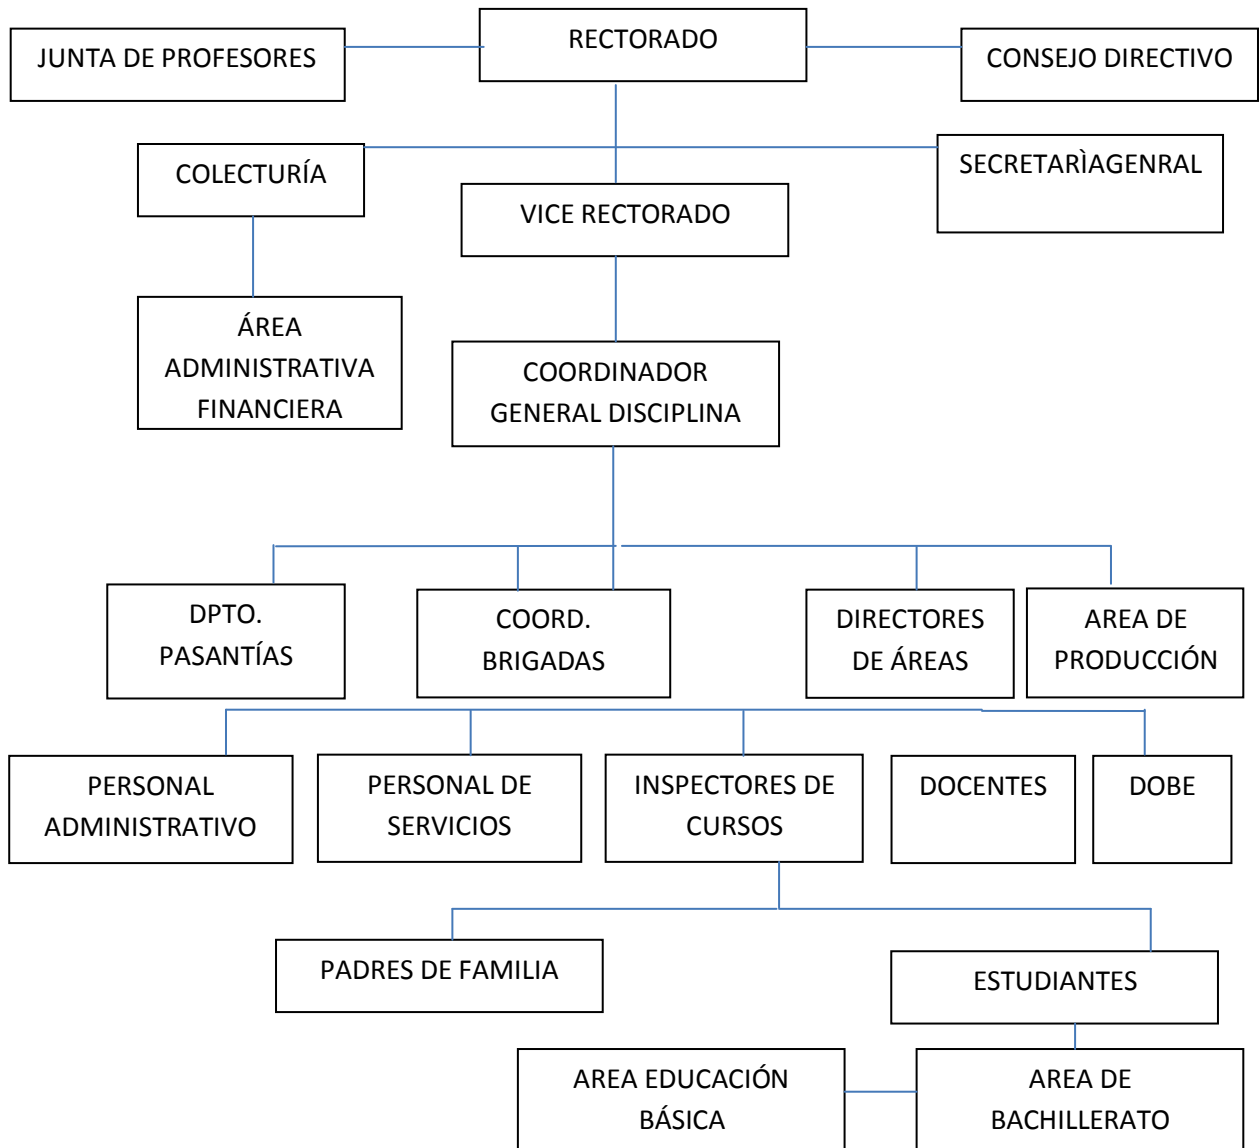 RECTORADO
JUNTA DE PROFESORES
CONSEJO DIRECTIVO
COLECTURÍA
SECRETARÌAGENRAL
VICE RECTORADO
ÁREA
ADMINISTRATIVA
FINANCIERA
COORDINADOR
GENERAL DISCIPLINA
DPTO.
PASANTÍAS
COORD.
BRIGADAS
DIRECTORES
DE ÁREAS
AREA DE
PRODUCCIÓN
PERSONAL
ADMINISTRATIVO
PERSONAL DE
SERVICIOS
INSPECTORES DE
CURSOS
DOCENTES
DOBE
PADRES DE FAMILIA
ESTUDIANTES
AREA EDUCACIÓN
BÁSICA
AREA DE
BACHILLERATO